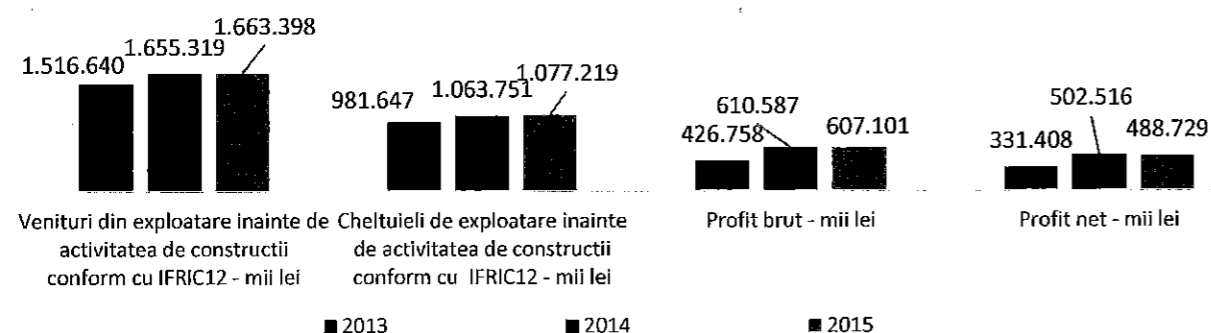 1.516.640
1.655.319
1.663.398
981.647
1.063.751
1.077.219
426.758
610.587
607.101
331.408
502.516
488.729
Venituri din exploatare inainte de
activitatea de constructii
conform cu IFRIC12 - mii lei
Cheltuieli de exploatare inainte
de activitatea de constructii
conform cu IFRIC12 - mii lei
Profit brut - mii lei
Profit net - mii lei
2013
2014
2015